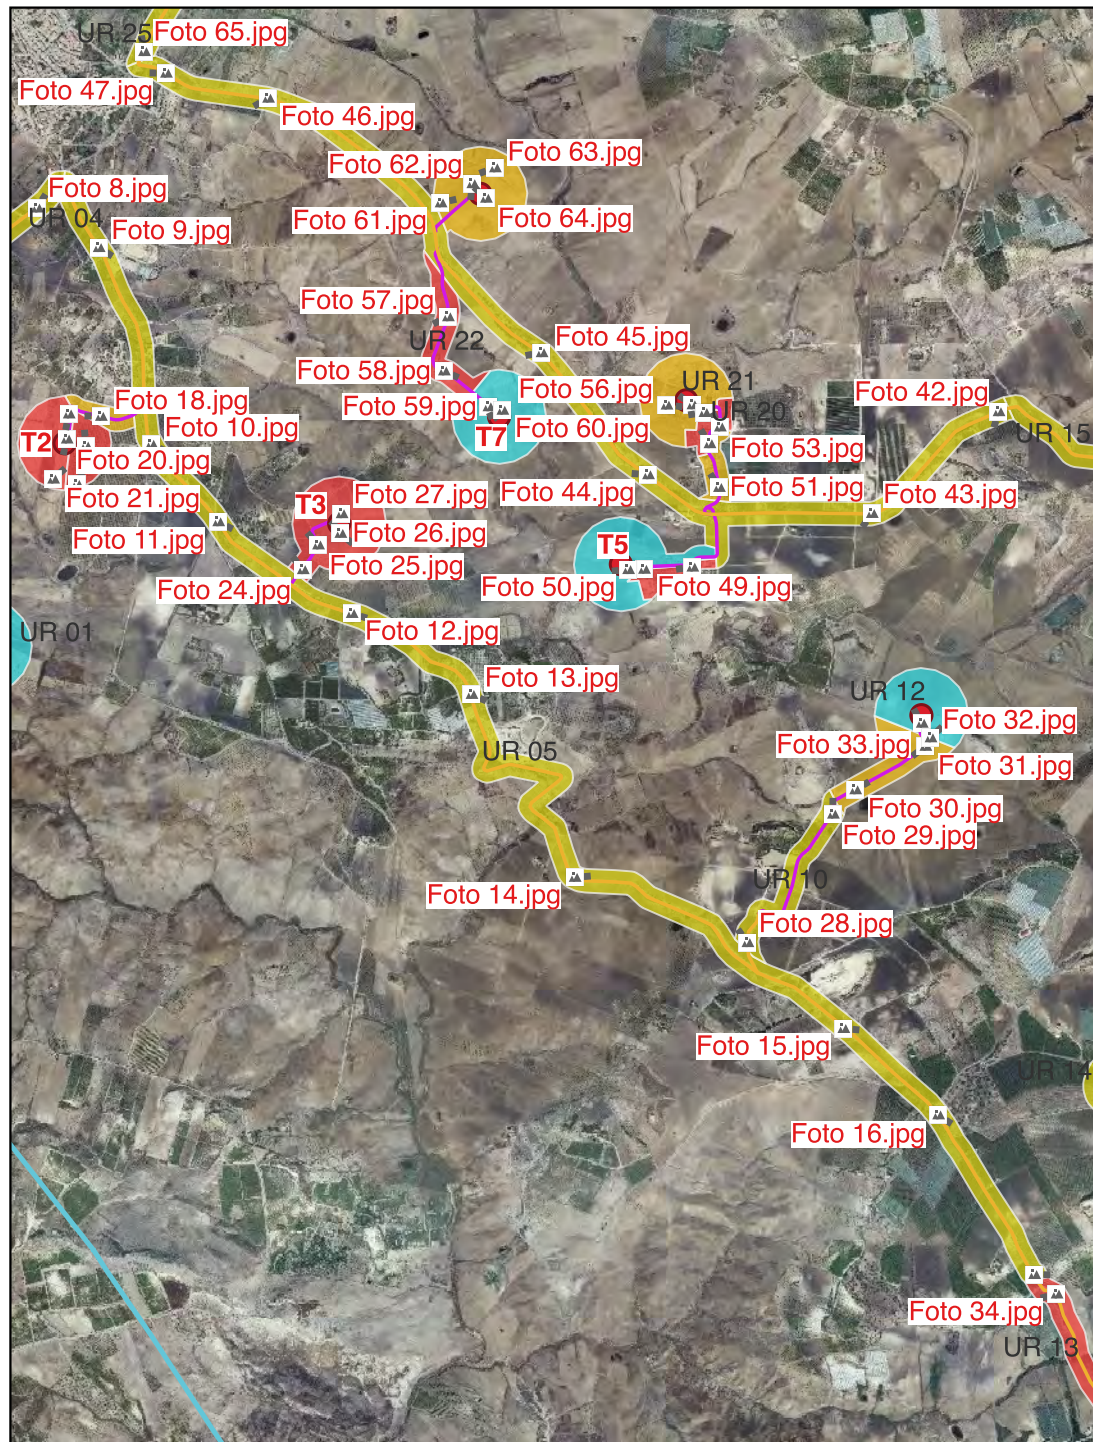 UR 25
Foto 65.jpg
Foto 47.jpg
Foto 46.jpg
Foto 63.jpg
Foto 62.jpg
Foto 8.jpg
Foto 61.jpg
Foto 64.jpg
UR 04
Foto 9.jpg
Foto 57.jpg
UR 22
Foto 45.jpg
Foto 58.jpg
UR 21
Foto 56.jpg
Foto 42.jpg
Foto 18.jpg
Foto 59.jpg
UR 20
T7
Foto 10.jpg
Foto 60.jpg
UR 15
T2
Foto 53.jpg
Foto 20.jpg
Foto 44.jpg
Foto 51.jpg
Foto 21.jpg
T3
Foto 27.jpg
Foto 43.jpg
Foto 11.jpg
Foto 26.jpg
T5
Foto 25.jpg
Foto 24.jpg
Foto 50.jpg
Foto 49.jpg
UR 01
Foto 12.jpg
Foto 13.jpg
UR 12
Foto 32.jpg
Foto 33.jpg
UR 05
Foto 31.jpg
Foto 30.jpg
Foto 29.jpg
UR 10
Foto 14.jpg
Foto 28.jpg
Foto 15.jpg
UR 14
Foto 16.jpg
Foto 34.jpg
UR 13